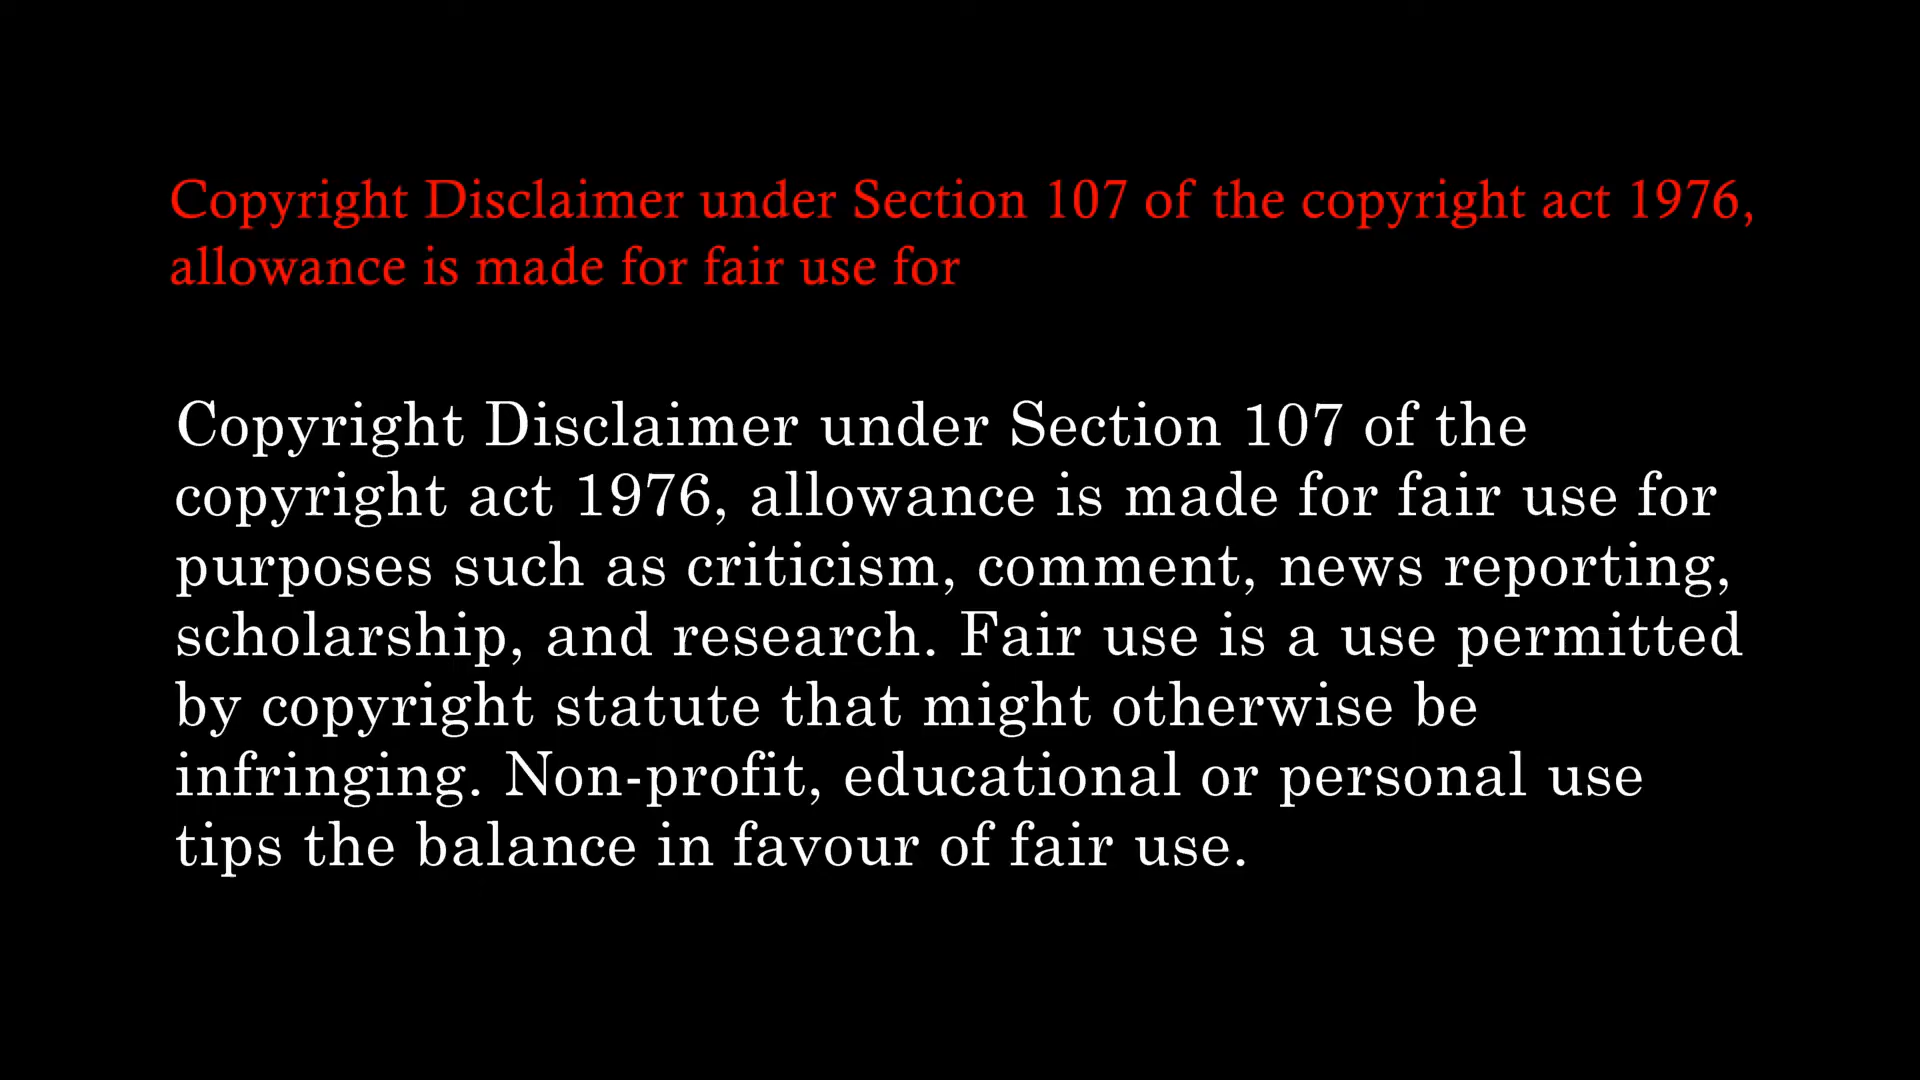 Copyright Disclaimer under Section 107 of the copyright act 1976,
allowance is made for fair use for
Copyright Disclaimer under Section 107 of the
copyright act 1976, allowance is made for fair use for
purposes such as criticism, comment, news reporting,
scholarship, and research. Fair use is a use permitted
by copyright statute that might otherwise be
infringing. Non-profit, educational or personal use
tips the balance in favour of fair use.